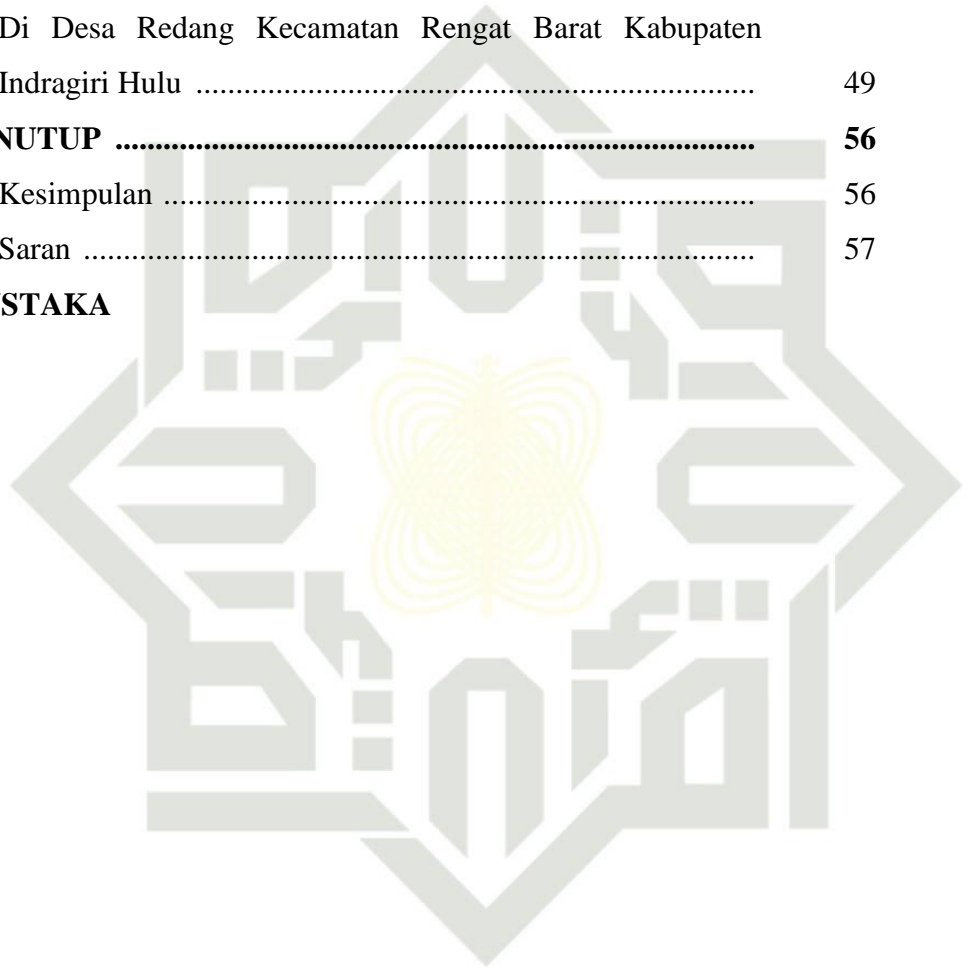 Di Desa Redang Kecamatan Rengat Barat Kabupaten
Indragiri Hulu ...................................................................... 49
NUTUP ................................................................................ 56
Kesimpulan .......................................................................... 56
Saran .................................................................................... 57
STAKA